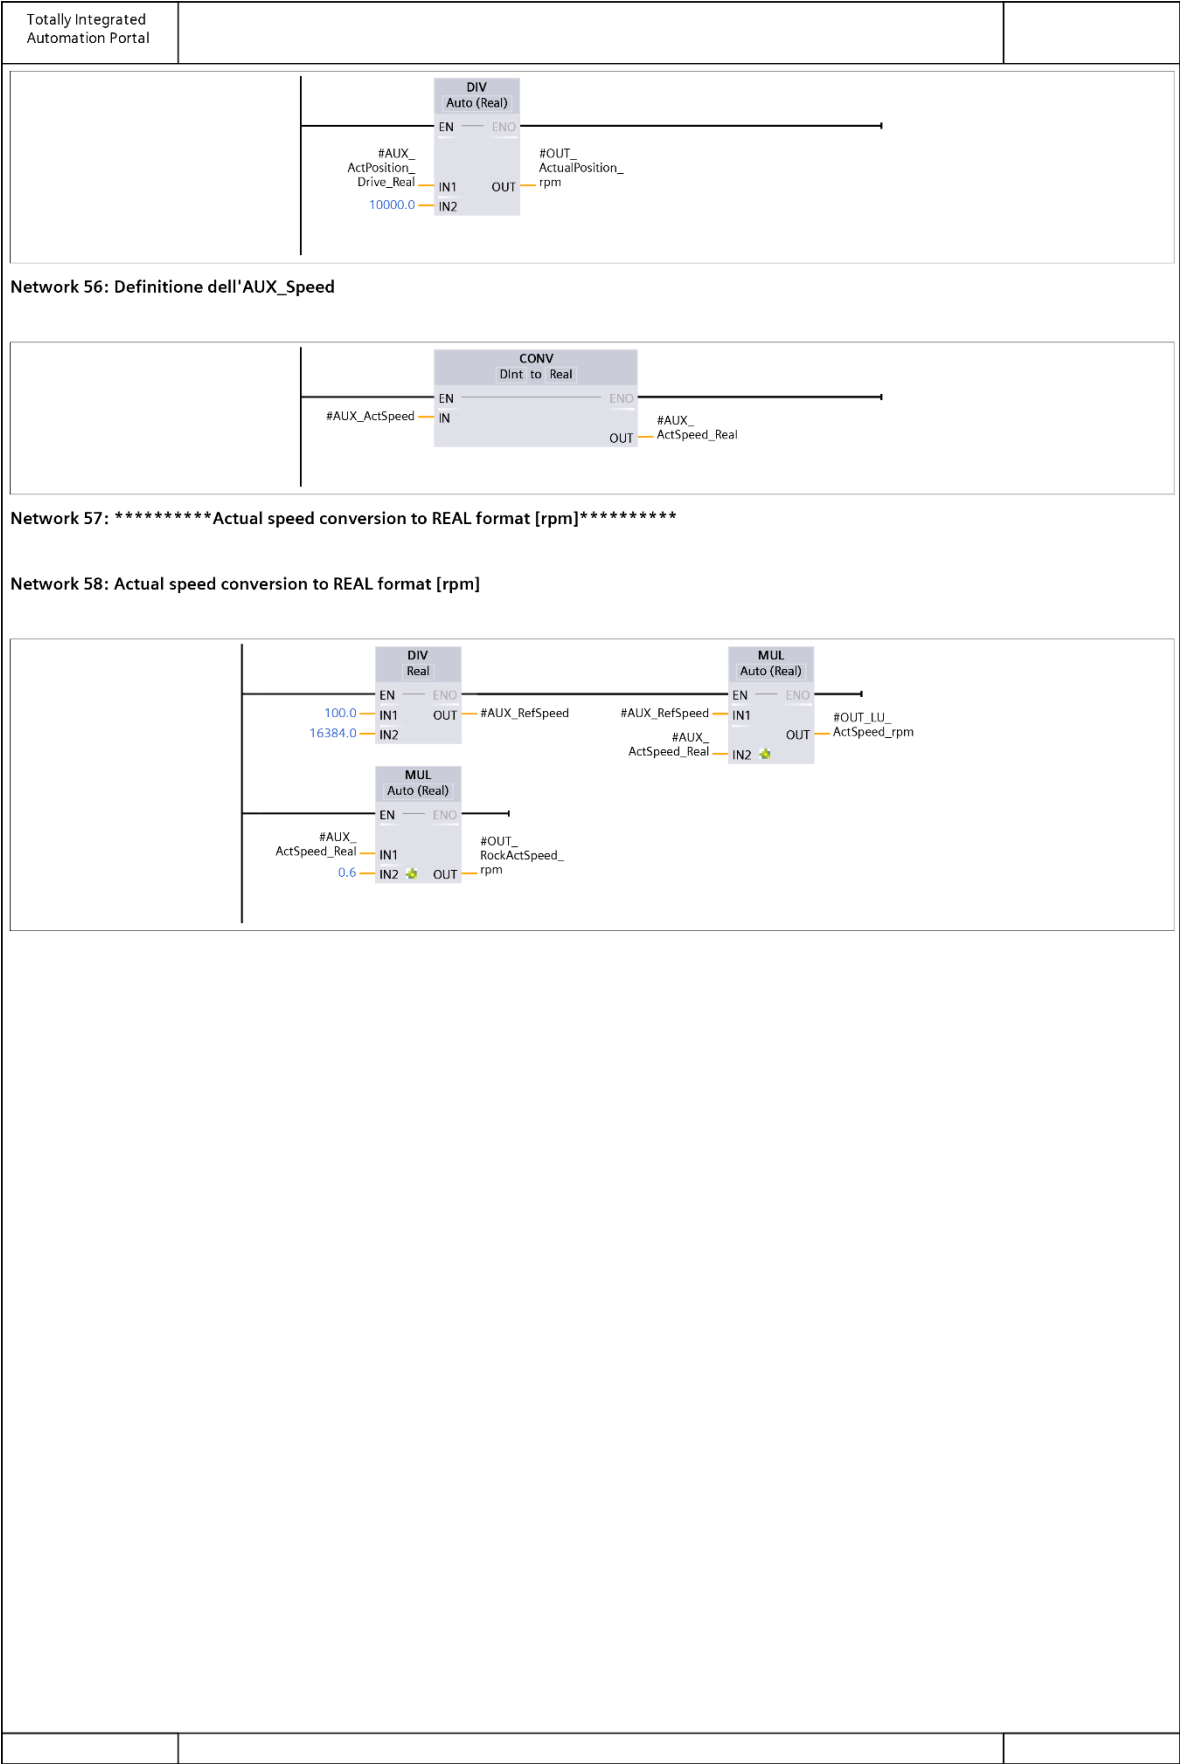 Totally Integrated
Automation Portal
DIV
Auto (Real)
EN
ENO
#AUX_
ActPosition_
Drive_Real
IN1
OUT
#OUT_
ActualPosition_
rpm
10000.0
IN2
Network 56: Definitione dell'AUX_Speed
CONV
DInt to Real
EN
ENO
#AUX_ActSpeed
IN
OUT
#AUX_
ActSpeed_Real
Network 57: **********Actual speed conversion to REAL format [rpm]**********
Network 58: Actual speed conversion to REAL format [rpm]
DIV
Real
EN
ENO
100.0
IN1
OUT
#AUX_RefSpeed
16384.0
IN2
MUL
Auto (Real)
EN
ENO
#AUX_RefSpeed
IN1
#AUX_
ActSpeed_Real
IN2
OUT
#OUT_LU_
ActSpeed_rpm
MUL
Auto (Real)
EN
ENO
#AUX_
ActSpeed_Real
IN1
0.6
IN2
OUT
#OUT_
RockActSpeed_
rpm